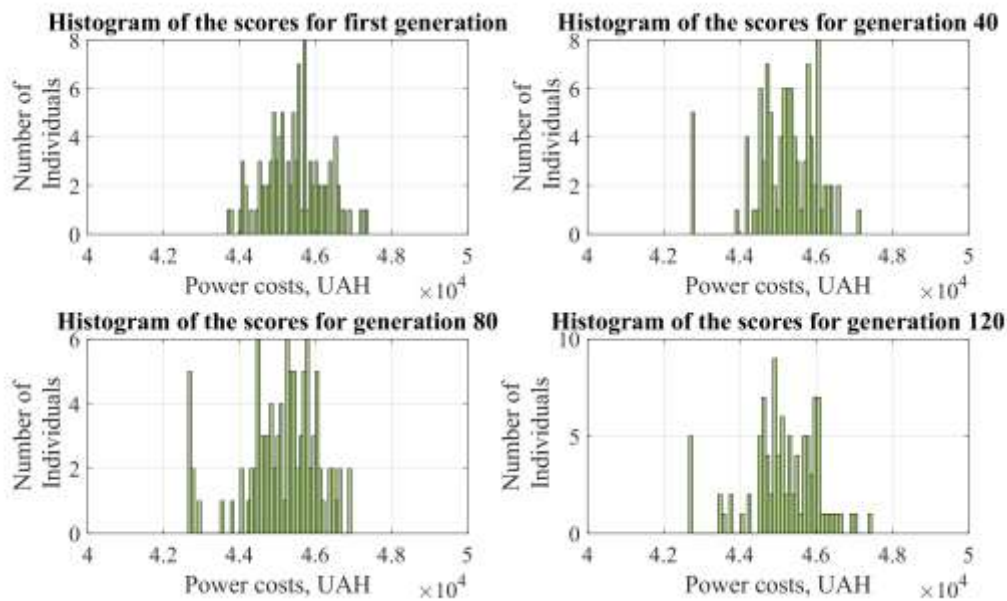 Histogram of the scores for first generation
8
6
4
2
0
Number of
Individuals
4 4.2 4.4 4.6 4.8 5
Power costs, UAH ×10^4
Histogram of the scores for generation 40
8
6
4
2
0
Number of
Individuals
4 4.2 4.4 4.6 4.8 5
Power costs, UAH ×10^4
Histogram of the scores for generation 80
6
4
2
0
Number of
Individuals
4 4.2 4.4 4.6 4.8 5
Power costs, UAH ×10^4
Histogram of the scores for generation 120
10
5
0
Number of
Individuals
4 4.2 4.4 4.6 4.8 5
Power costs, UAH ×10^4